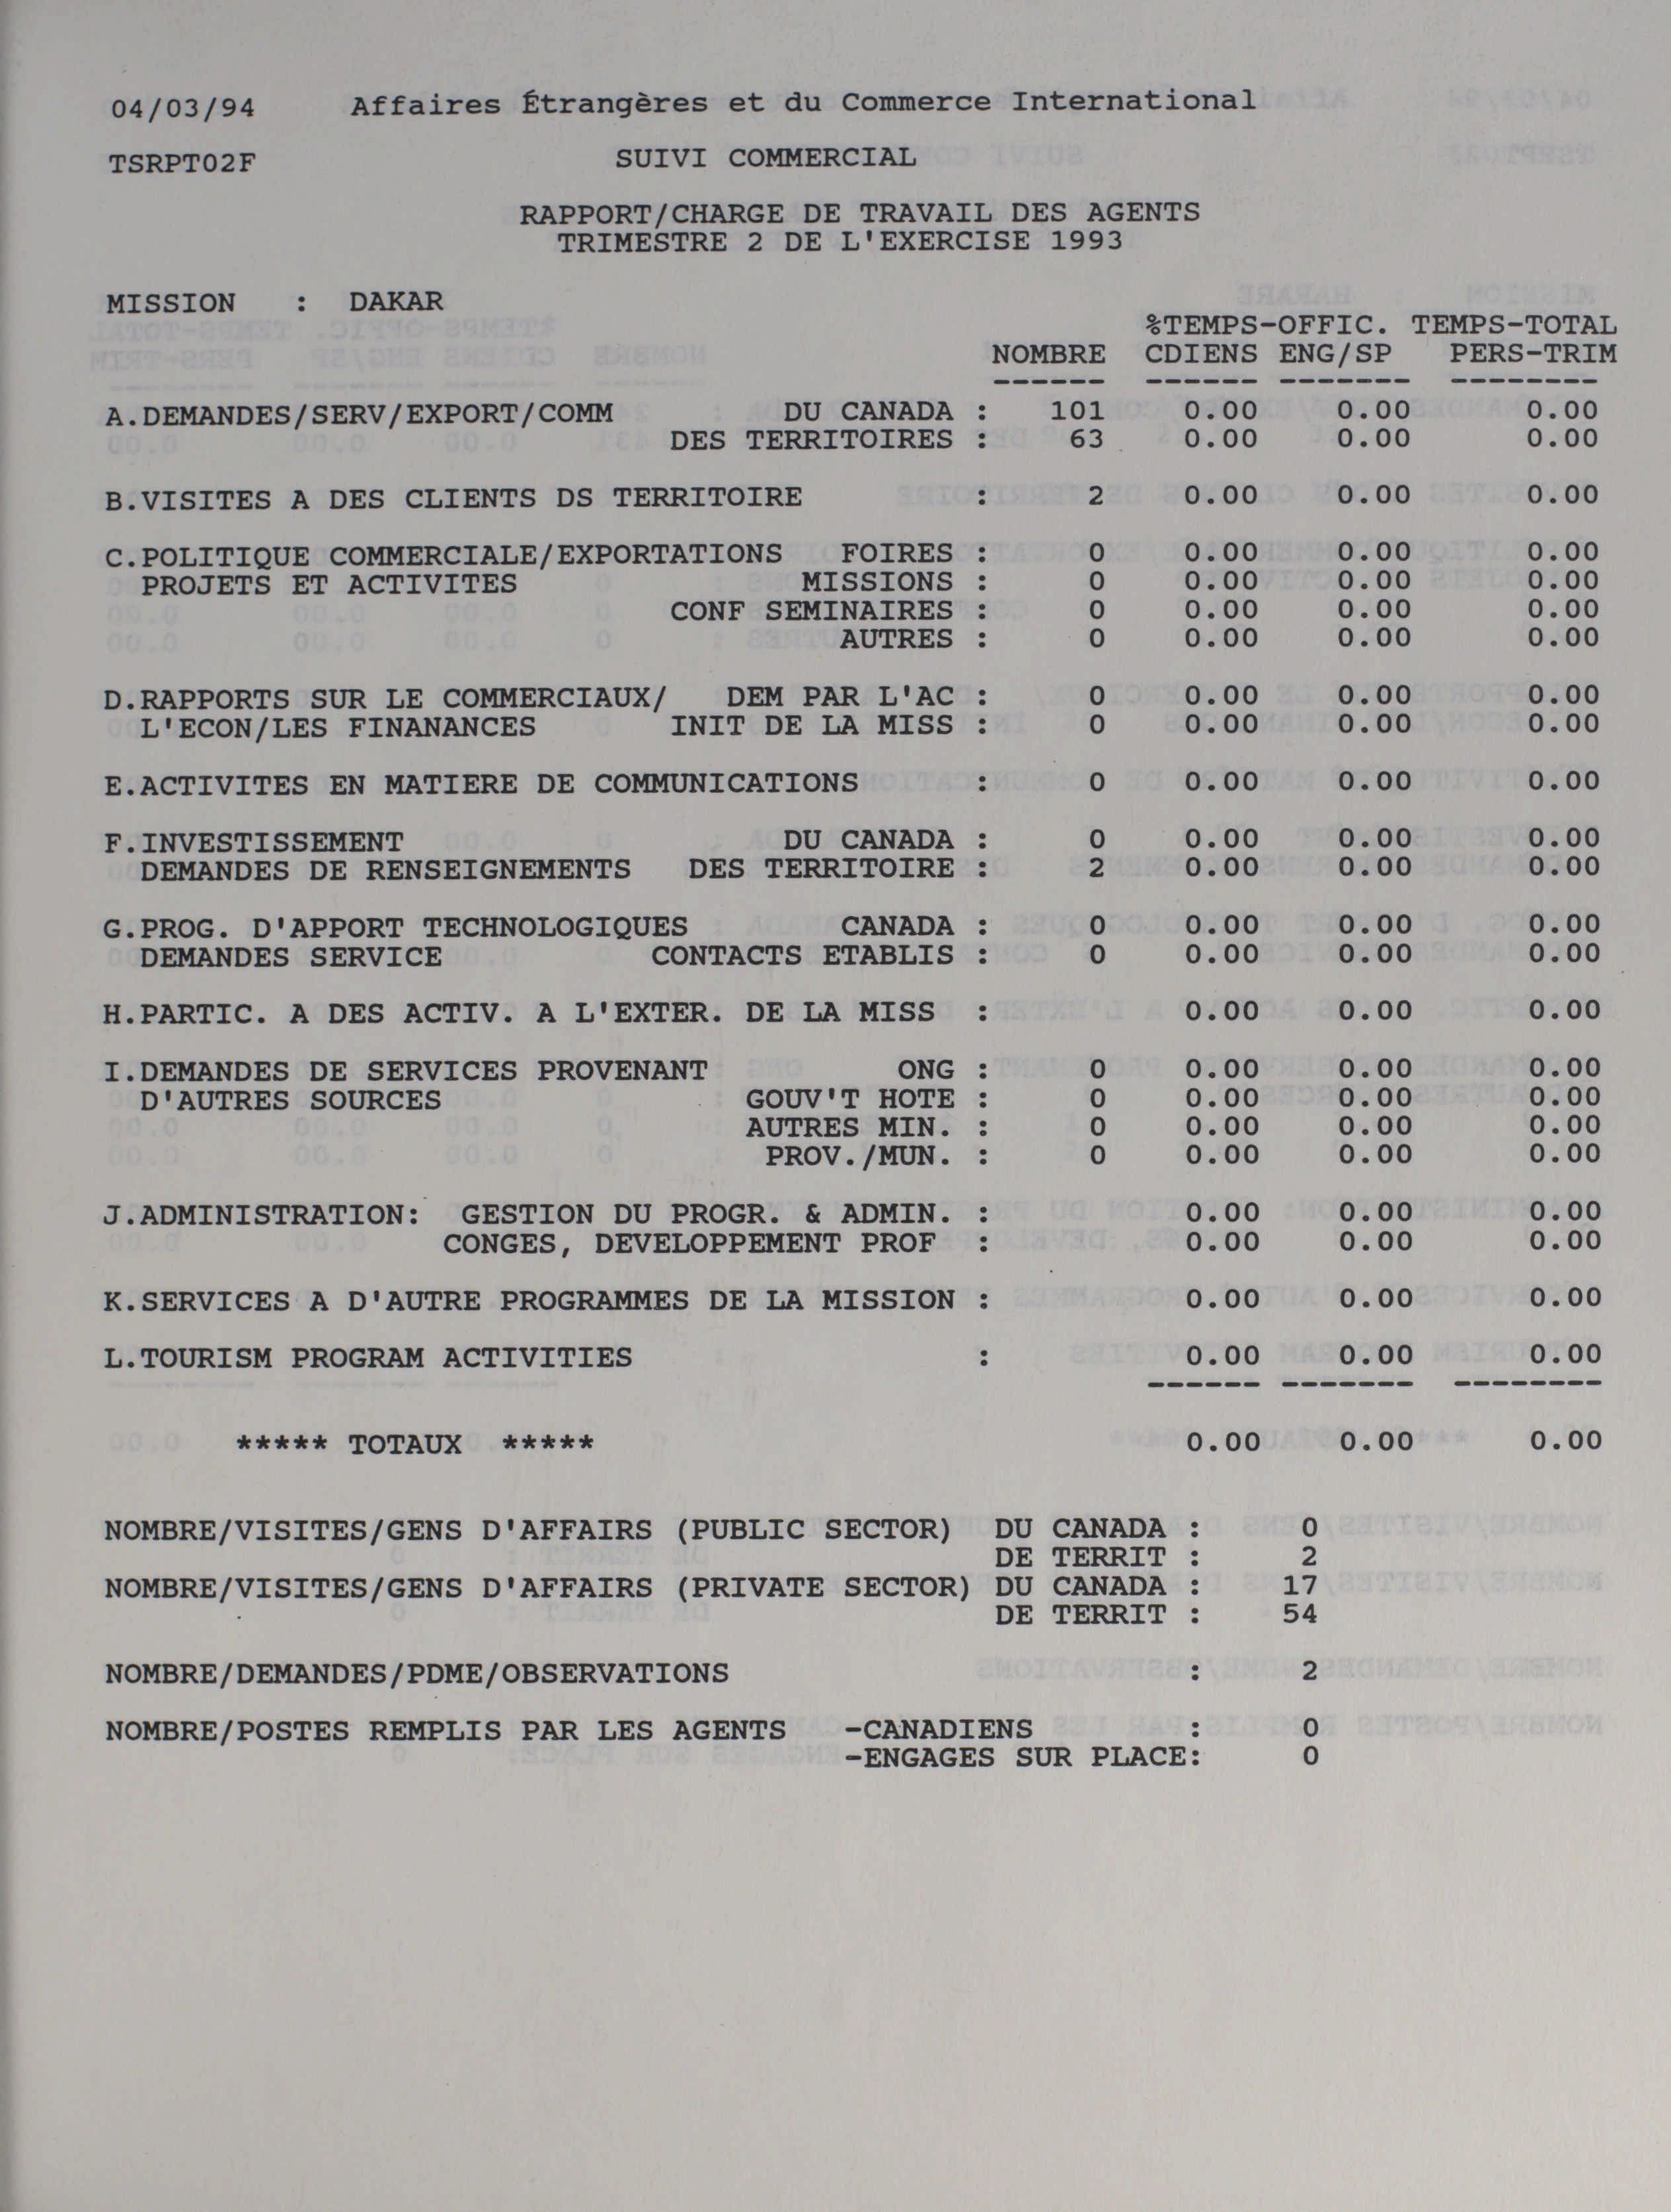 04/03/94 Affaires Étrangères et du Commerce International
TSRPT02F SUIVI COMMERCIAL
RAPPORT/CHARGE DE TRAVAIL DES AGENTS
TRIMESTRE 2 DE L'EXERCISE 1993
MISSION : DAKAR
%TEMPS-OFFIC. TEMPS-TOTAL
NOMBRE CDIENS ENG/SP PERS-TRIM
------ ------ ------- --------
A.DEMANDES/SERV/EXPORT/COMM DU CANADA : 101 0.00 0.00 0.00
DES TERRITOIRES : 63 0.00 0.00 0.00
B.VISITES A DES CLIENTS DS TERRITOIRE : 2 0.00 0.00 0.00
C.POLITIQUE COMMERCIALE/EXPORTATIONS FOIRES : 0 0.00 0.00 0.00
PROJETS ET ACTIVITES MISSIONS : 0 0.00 0.00 0.00
CONF SEMINAIRES : 0 0.00 0.00 0.00
AUTRES : 0 0.00 0.00 0.00
D.RAPPORTS SUR LE COMMERCIAUX/ DEM PAR L'AC : 0 0.00 0.00 0.00
L'ECON/LES FINANANCES INIT DE LA MISS : 0 0.00 0.00 0.00
E.ACTIVITES EN MATIERE DE COMMUNICATIONS : 0 0.00 0.00 0.00
F.INVESTISSEMENT DU CANADA : 0 0.00 0.00 0.00
DEMANDES DE RENSEIGNEMENTS DES TERRITOIRE : 2 0.00 0.00 0.00
G.PROG. D'APPORT TECHNOLOGIQUES CANADA : 0 0.00 0.00 0.00
DEMANDES SERVICE CONTACTS ETABLIS : 0 0.00 0.00 0.00
H.PARTIC. A DES ACTIV. A L'EXTER. DE LA MISS : 0.00 0.00 0.00
I.DEMANDES DE SERVICES PROVENANT ONG : 0 0.00 0.00 0.00
D'AUTRES SOURCES GOUV'T HOTE : 0 0.00 0.00 0.00
AUTRES MIN. : 0 0.00 0.00 0.00
PROV./MUN. : 0 0.00 0.00 0.00
J.ADMINISTRATION: GESTION DU PROGR. & ADMIN. : 0.00 0.00 0.00
CONGES, DEVELOPPEMENT PROF : 0.00 0.00 0.00
K.SERVICES A D'AUTRE PROGRAMMES DE LA MISSION : 0.00 0.00 0.00
L.TOURISM PROGRAM ACTIVITIES : 0.00 0.00 0.00
------ ------- --------
***** TOTAUX ***** 0.00 0.00 0.00
NOMBRE/VISITES/GENS D'AFFAIRS (PUBLIC SECTOR) DU CANADA : 0
DE TERRIT : 2
NOMBRE/VISITES/GENS D'AFFAIRS (PRIVATE SECTOR) DU CANADA : 17
DE TERRIT : 54
NOMBRE/DEMANDES/PDME/OBSERVATIONS : 2
NOMBRE/POSTES REMPLIS PAR LES AGENTS -CANADIENS : 0
-ENGAGES SUR PLACE: 0